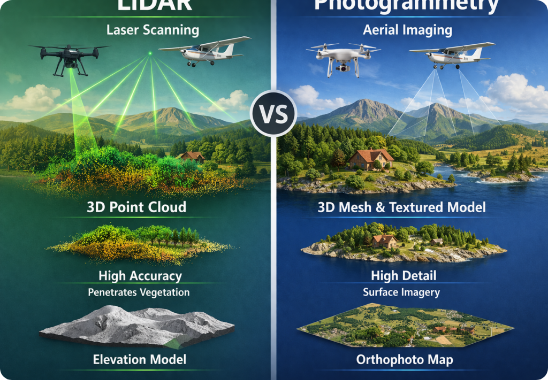 LiDAR
Laser Scanning
3D Point Cloud
High Accuracy
Penetrates Vegetation
Elevation Model
VS
Photogrammetry
Aerial Imaging
3D Mesh & Textured Model
High Detail
Surface Imagery
Orthophoto Map